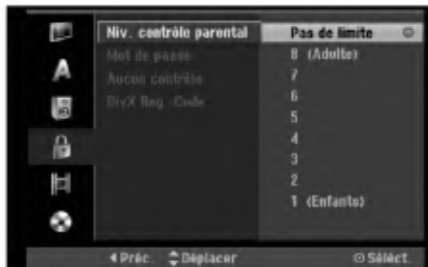 Niv. contrôle parental
Mot de passe
Aucun contrôle
DivX Reg. Code
Pas de limite
8 (Adulte)
7
6
5
4
3
2
1 (Enfants)
Préc. Déplacer Séléct.